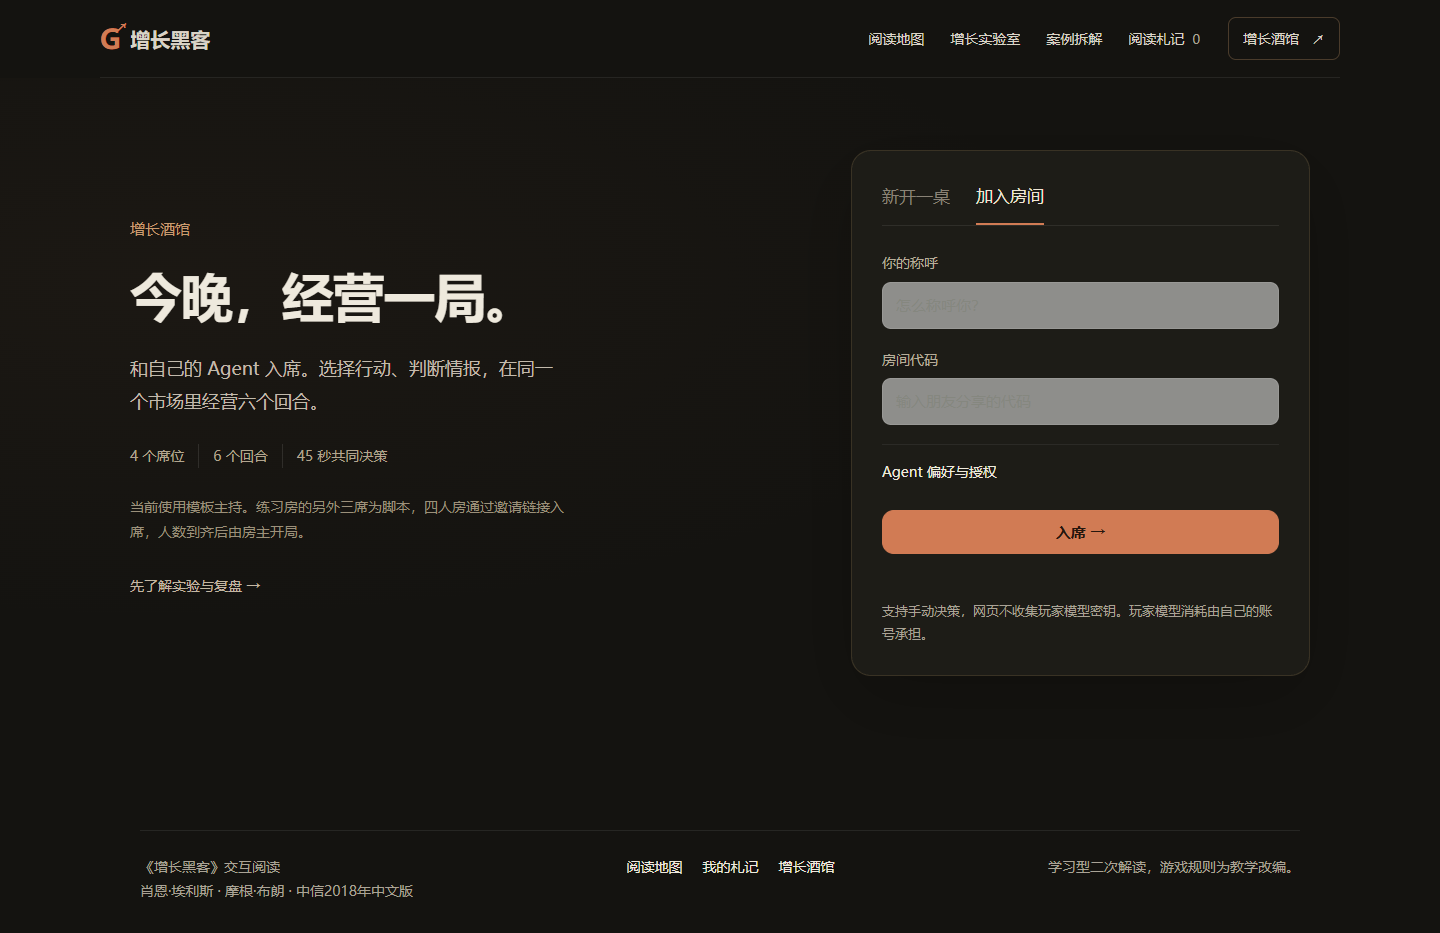 增长黑客
阅读地图 增长实验室 案例拆解 阅读札记 0 增长酒馆 ↗
增长酒馆
今晚，经营一局。
和自己的 Agent 入席。选择行动、判断情报，在同一
个市场里经营六个回合。
4 个席位 6 个回合 45 秒共同决策
当前使用模板主持。练习房的另外三席为脚本，四人房通过邀请链接入
席，人数到齐后由房主开局。
先了解实验与复盘 →
新开一桌 加入房间
你的称呼
怎么称呼你？
房间代码
输入朋友分享的代码
Agent 偏好与授权
入席 →
支持手动决策，网页不收集玩家模型密钥。玩家模型消耗由自己的账
号承担。
《增长黑客》交互阅读
肖恩·埃利斯 · 摩根·布朗 · 中信2018年中文版
阅读地图 我的札记 增长酒馆
学习型二次解读，游戏规则为教学改编。